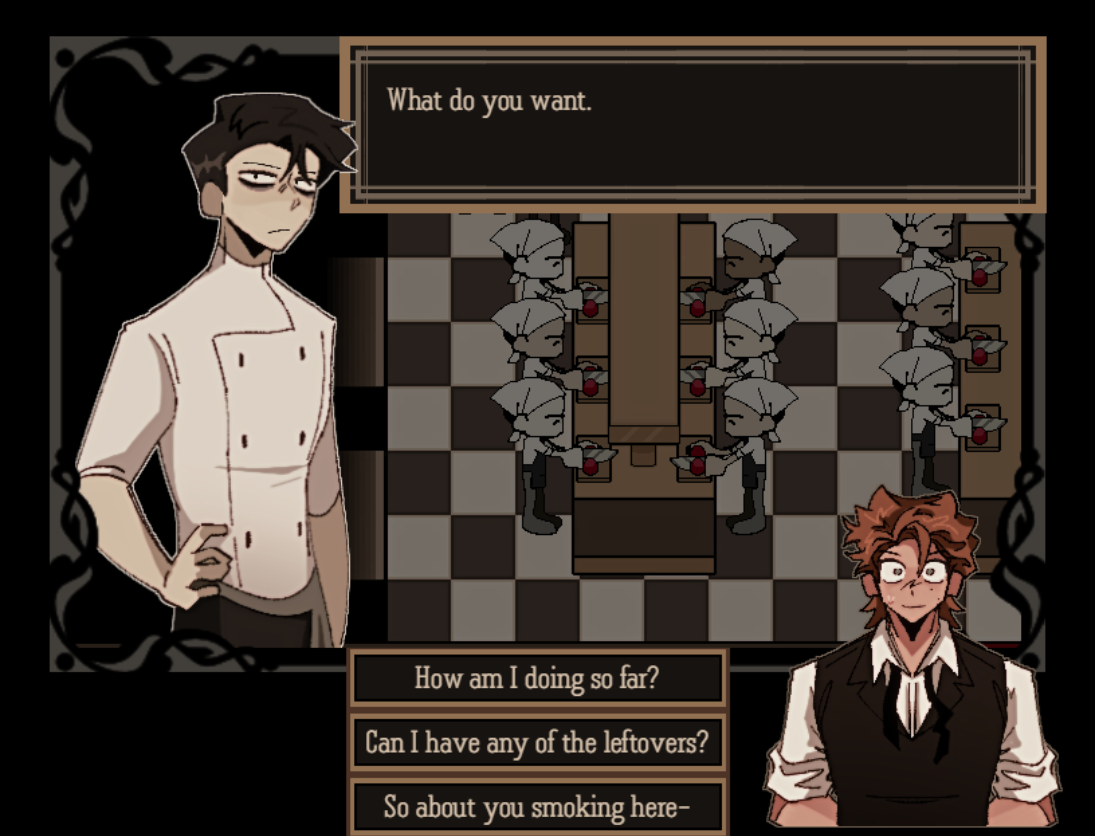 What do you want.
How am I doing so far?
Can I have any of the leftovers?
So about you smoking here-